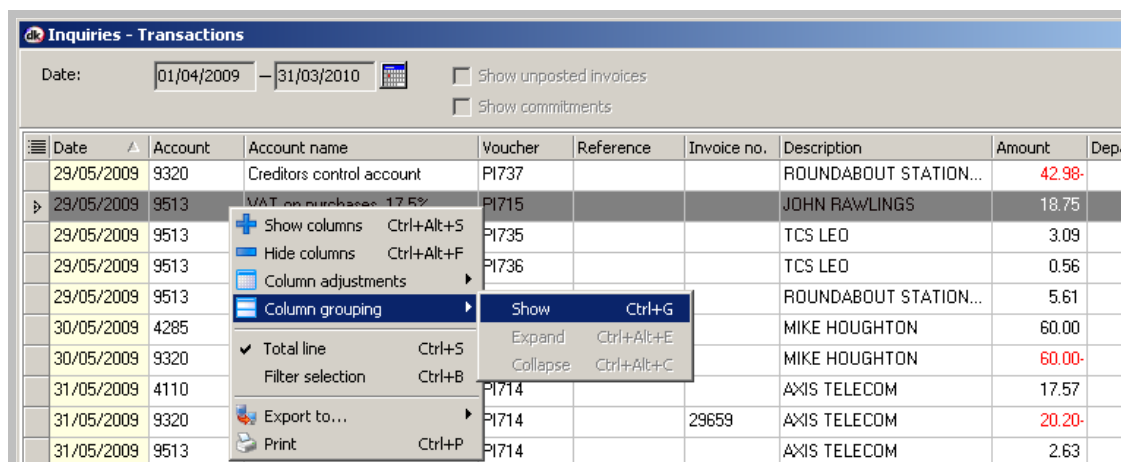 dk Inquiries - Transactions
Date: 01/04/2009 – 31/03/2010 Show unposted invoices
Show commitments
Date Account Account name Voucher Reference Invoice no. Description Amount Depa
29/05/2009 9320 Creditors control account PI737 ROUNDABOUT STATION... 42.98-
29/05/2009 9513 VAT on purchases 17.5% PI715 JOHN RAWLINGS 18.75
29/05/2009 9513 PI735 TCS LEO 3.09
29/05/2009 9513 PI736 TCS LEO 0.56
29/05/2009 9513 ROUNDABOUT STATION... 5.61
30/05/2009 4285 MIKE HOUGHTON 60.00
30/05/2009 9320 MIKE HOUGHTON 60.00-
31/05/2009 4110 PI714 AXIS TELECOM 17.57
31/05/2009 9320 PI714 29659 AXIS TELECOM 20.20-
31/05/2009 9513 PI714 AXIS TELECOM 2.63
Show columns Ctrl+Alt+S
Hide columns Ctrl+Alt+F
Column adjustments
Column grouping
Total line Ctrl+S
Filter selection Ctrl+B
Export to...
Print Ctrl+P
Show Ctrl+G
Expand Ctrl+Alt+E
Collapse Ctrl+Alt+C